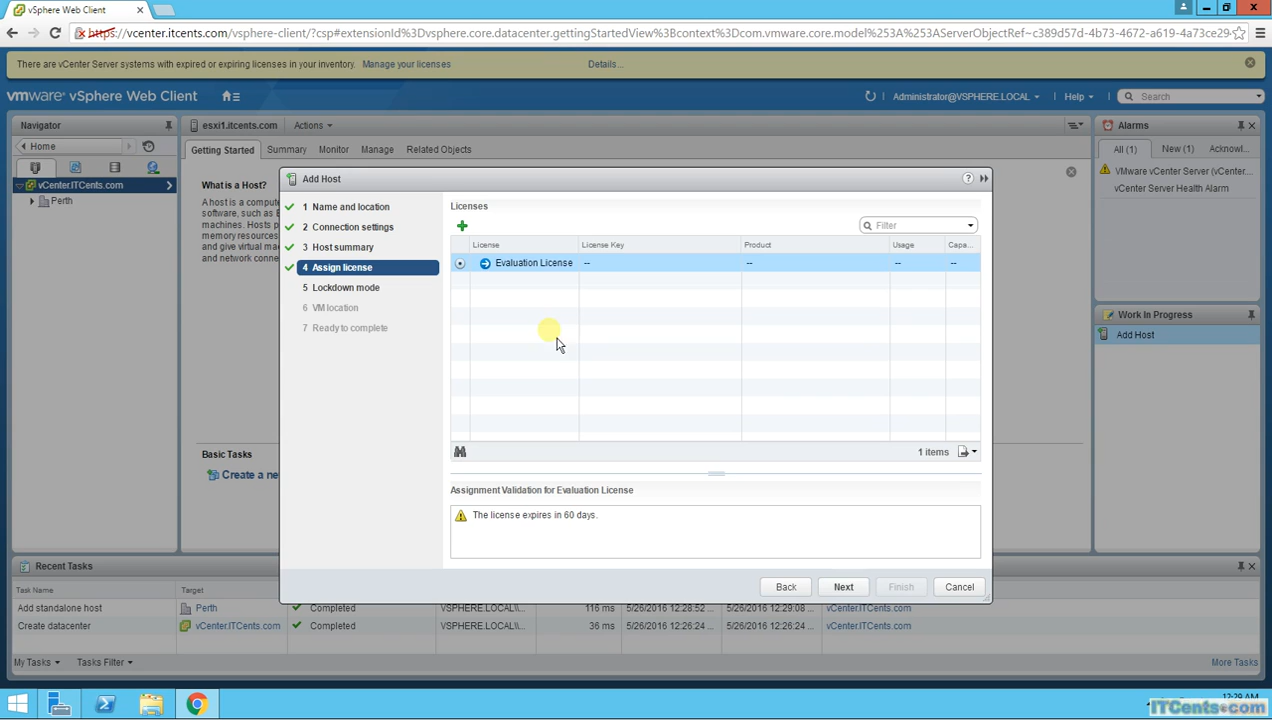 vSphere Web Client
https://vcenter.itcents.com/vsphere-client/?csp#extensionId%3Dvsphere.core.datacenter.gettingStartedView%3Bcontext%3Dcom.vmware.core.model%253A%253AServerObjectRef~c389d57d-4b73-4672-a619-4a73ce29
There are vCenter Server systems with expired or expiring licenses in your inventory. Manage your licenses Details...
vmware® vSphere Web Client Administrator@VSPHERE.LOCAL Help Search
Navigator
Home
vCenter.ITCents.com
Perth
esxi1.itcents.com Actions
Getting Started Summary Monitor Manage Related Objects
What is a Host?
A host is a compute
software, such as E
machines. Hosts p
memory resources
and give virtual ma
and network conne
Basic Tasks
Create a ne
Add Host
1 Name and location
2 Connection settings
3 Host summary
4 Assign license
5 Lockdown mode
6 VM location
7 Ready to complete
Licenses
Filter
License License Key Product Usage Capa...
Evaluation License -- -- -- --
1 items
Assignment Validation for Evaluation License
The license expires in 60 days.
Back Next Finish Cancel
Alarms
All (1) New (1) Acknowl...
VMware vCenter Server (vCenter...
vCenter Server Health Alarm
Work In Progress
Add Host
Recent Tasks
Task Name Target
Add standalone host Perth Completed VSPHERE.LOCAL\\... 116 ms 5/26/2016 12:28:52 ... 5/26/2016 12:29:08 ... vCenter.ITCents.com
Create datacenter vCenter.ITCents.com Completed VSPHERE.LOCAL\\... 36 ms 5/26/2016 12:26:24 ... 5/26/2016 12:26:24 ... vCenter.ITCents.com
My Tasks Tasks Filter More Tasks
12:29 AM
ITCents.com